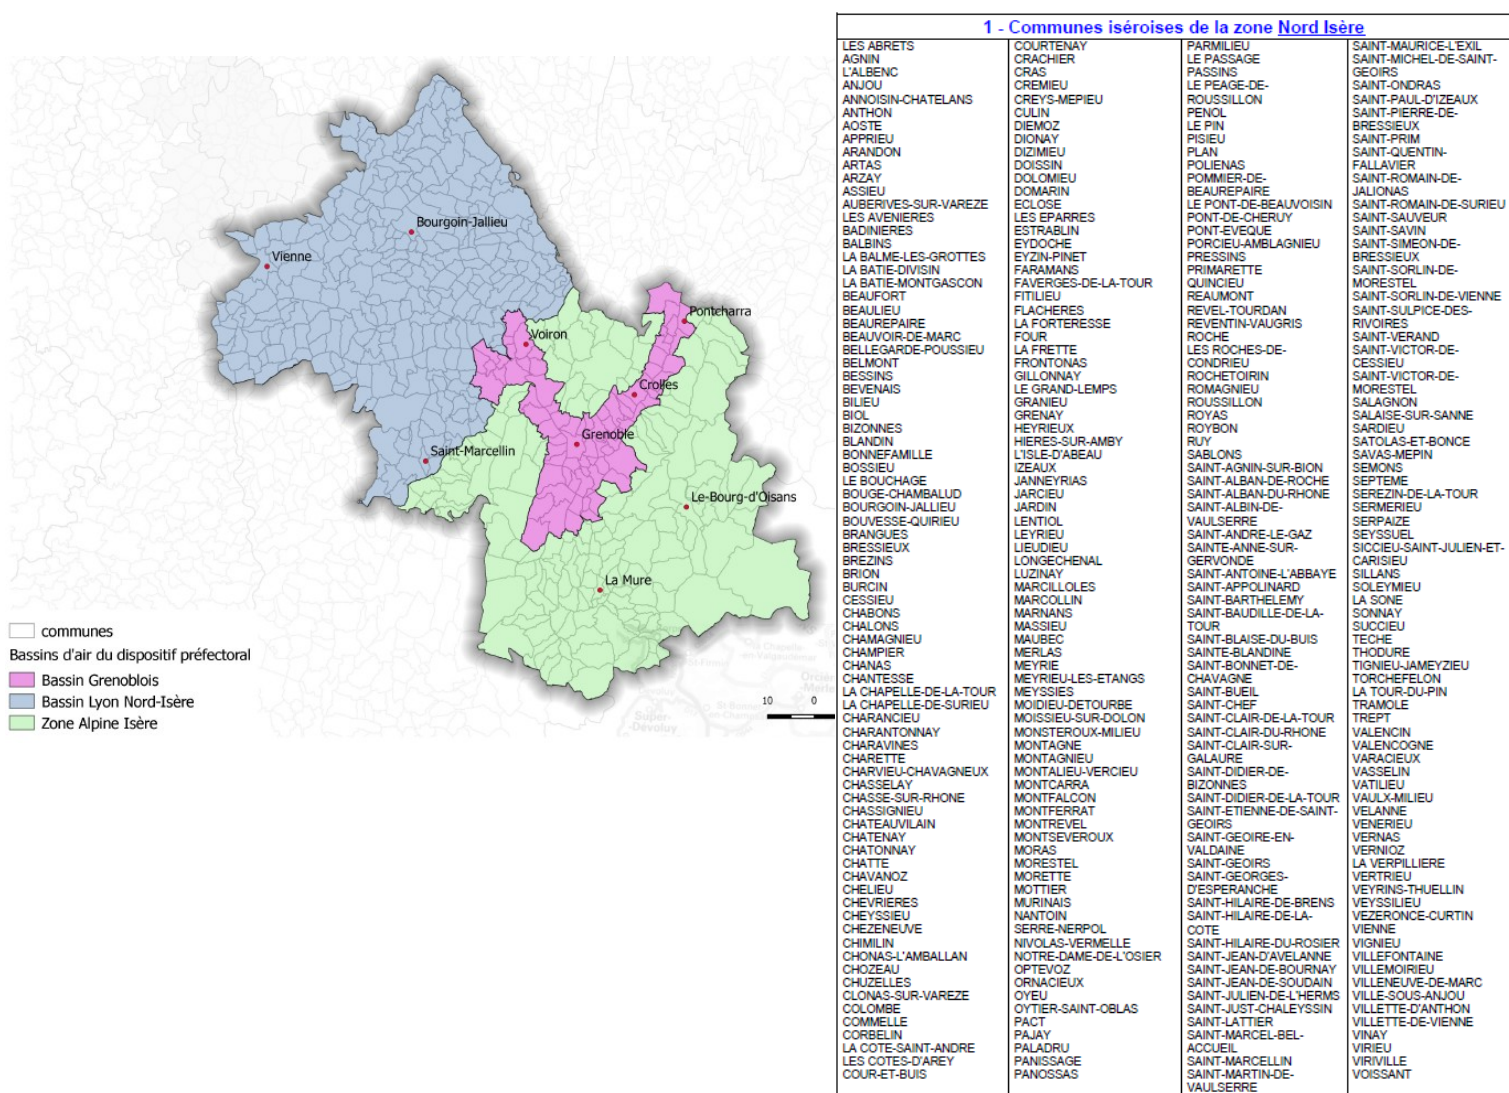 Bourgoin-Jallieu
Vienne
Pontcharra
Voiron
Crolles
Grenoble
Saint-Marcellin
Le-Bourg-d'Oisans
La Mure
communes
Bassins d'air du dispositif préfectoral
Bassin Grenoblois
Bassin Lyon Nord-Isère
Zone Alpine Isère
10 0
Super-
Dévoluy
1 - Communes iséroises de la zone Nord Isère
LES ABRETS
AGNIN
L'ALBENC
ANJOU
ANNOISIN-CHATELANS
ANTHON
AOSTE
APPRIEU
ARANDON
ARTAS
ARZAY
ASSIEU
AUBERIVES-SUR-VAREZE
LES AVENIERES
BADINIERES
BALBINS
LA BALME-LES-GROTTES
LA BATIE-DIVISIN
LA BATIE-MONTGASCON
BEAUFORT
BEAULIEU
BEAUREPAIRE
BEAUVOIR-DE-MARC
BELLEGARDE-POUSSIEU
BELMONT
BESSINS
BEVENAIS
BILIEU
BIOL
BIZONNES
BLANDIN
BONNEFAMILLE
BOSSIEU
LE BOUCHAGE
BOUGE-CHAMBALUD
BOURGOIN-JALLIEU
BOUVESSE-QUIRIEU
BRANGUES
BRESSIEUX
BREZINS
BRION
BURCIN
CESSIEU
CHABONS
CHALONS
CHAMAGNIEU
CHAMPIER
CHANAS
CHANTESSE
LA CHAPELLE-DE-LA-TOUR
LA CHAPELLE-DE-SURIEU
CHARANCIEU
CHARANTONNAY
CHARAVINES
CHARETTE
CHARVIEU-CHAVAGNEUX
CHASSELAY
CHASSE-SUR-RHONE
CHASSIGNIEU
CHATEAUVILAIN
CHATENAY
CHATONNAY
CHATTE
CHAVANOZ
CHELIEU
CHEVRIERES
CHEYSSIEU
CHEZENEUVE
CHIMILIN
CHONAS-L'AMBALLAN
CHOZEAU
CHUZELLES
CLONAS-SUR-VAREZE
COLOMBE
COMMELLE
CORBELIN
LA COTE-SAINT-ANDRE
LES COTES-D'AREY
COUR-ET-BUIS
COURTENAY
CRACHIER
CRAS
CREMIEU
CREYS-MEPIEU
CULIN
DIEMOZ
DIONAY
DIZIMIEU
DOISSIN
DOLOMIEU
DOMARIN
ECLOSE
LES EPARRES
ESTRABLIN
EYDOCHE
EYZIN-PINET
FARAMANS
FAVERGES-DE-LA-TOUR
FITILIEU
FLACHERES
LA FORTERESSE
FOUR
LA FRETTE
FRONTONAS
GILLONNAY
LE GRAND-LEMPS
GRANIEU
GRENAY
HEYRIEUX
HIERES-SUR-AMBY
L'ISLE-D'ABEAU
IZEAUX
JANNEYRIAS
JARCIEU
JARDIN
LENTIOL
LEYRIEU
LIEUDIEU
LONGECHENAL
LUZINAY
MARCILLOLES
MARCOLLIN
MARNANS
MASSIEU
MAUBEC
MERLAS
MEYRIE
MEYRIEU-LES-ETANGS
MEYSSIES
MOIDIEU-DETOURBE
MOISSIEU-SUR-DOLON
MONSTEROUX-MILIEU
MONTAGNE
MONTAGNIEU
MONTALIEU-VERCIEU
MONTCARRA
MONTFALCON
MONTFERRAT
MONTREVEL
MONTSEVEROUX
MORAS
MORESTEL
MORETTE
MOTTIER
MURINAIS
NANTOIN
SERRE-NERPOL
NIVOLAS-VERMELLE
NOTRE-DAME-DE-L'OSIER
OPTEVOZ
ORNACIEUX
OYEU
OYTIER-SAINT-OBLAS
PACT
PAJAY
PALADRU
PANISSAGE
PANOSSAS
PARMILIEU
LE PASSAGE
PASSINS
LE PEAGE-DE-
ROUSSILLON
PENOL
LE PIN
PISIEU
PLAN
POLIENAS
POMMIER-DE-
BEAUREPAIRE
LE PONT-DE-BEAUVOISIN
PONT-DE-CHERUY
PONT-EVEQUE
PORCIEU-AMBLAGNIEU
PRESSINS
PRIMARETTE
QUINCIEU
REAUMONT
REVEL-TOURDAN
REVENTIN-VAUGRIS
ROCHE
LES ROCHES-DE-
CONDRIEU
ROCHETOIRIN
ROMAGNIEU
ROUSSILLON
ROYAS
ROYBON
RUY
SABLONS
SAINT-AGNIN-SUR-BION
SAINT-ALBAN-DE-ROCHE
SAINT-ALBAN-DU-RHONE
SAINT-ALBIN-DE-
VAULSERRE
SAINT-ANDRE-LE-GAZ
SAINTE-ANNE-SUR-
GERVONDE
SAINT-ANTOINE-L'ABBAYE
SAINT-APPOLINARD
SAINT-BARTHELEMY
SAINT-BAUDILLE-DE-LA-
TOUR
SAINT-BLAISE-DU-BUIS
SAINTE-BLANDINE
SAINT-BONNET-DE-
CHAVAGNE
SAINT-BUEIL
SAINT-CHEF
SAINT-CLAIR-DE-LA-TOUR
SAINT-CLAIR-DU-RHONE
SAINT-CLAIR-SUR-
GALAURE
SAINT-DIDIER-DE-
BIZONNES
SAINT-DIDIER-DE-LA-TOUR
SAINT-ETIENNE-DE-SAINT-
GEOIRS
SAINT-GEOIRE-EN-
VALDAINE
SAINT-GEOIRS
SAINT-GEORGES-
D'ESPERANCHE
SAINT-HILAIRE-DE-BRENS
SAINT-HILAIRE-DE-LA-
COTE
SAINT-HILAIRE-DU-ROSIER
SAINT-JEAN-D'AVELANNE
SAINT-JEAN-DE-BOURNAY
SAINT-JEAN-DE-SOUDAIN
SAINT-JULIEN-DE-L'HERMS
SAINT-JUST-CHALEYSSIN
SAINT-LATTIER
SAINT-MARCEL-BEL-
ACCUEIL
SAINT-MARCELLIN
SAINT-MARTIN-DE-
VAULSERRE
SAINT-MAURICE-L'EXIL
SAINT-MICHEL-DE-SAINT-
GEOIRS
SAINT-ONDRAS
SAINT-PAUL-D'IZEAUX
SAINT-PIERRE-DE-
BRESSIEUX
SAINT-PRIM
SAINT-QUENTIN-
FALLAVIER
SAINT-ROMAIN-DE-
JALIONAS
SAINT-ROMAIN-DE-SURIEU
SAINT-SAUVEUR
SAINT-SAVIN
SAINT-SIMEON-DE-
BRESSIEUX
SAINT-SORLIN-DE-
MORESTEL
SAINT-SORLIN-DE-VIENNE
SAINT-SULPICE-DES-
RIVOIRES
SAINT-VERAND
SAINT-VICTOR-DE-
CESSIEU
SAINT-VICTOR-DE-
MORESTEL
SALAGNON
SALAISE-SUR-SANNE
SARDIEU
SATOLAS-ET-BONCE
SAVAS-MEPIN
SEMONS
SEPTEME
SEREZIN-DE-LA-TOUR
SERMERIEU
SERPAIZE
SEYSSUEL
SICCIEU-SAINT-JULIEN-ET-
CARISIEU
SILLANS
SOLEYMIEU
LA SONE
SONNAY
SUCCIEU
TECHE
THODURE
TIGNIEU-JAMEYZIEU
TORCHEFELON
LA TOUR-DU-PIN
TRAMOLE
TREPT
VALENCIN
VALENCOGNE
VARACIEUX
VASSELIN
VATILIEU
VAULX-MILIEU
VELANNE
VENERIEU
VERNAS
VERNIOZ
LA VERPILLIERE
VERTRIEU
VEYRINS-THUELLIN
VEYSSILIEU
VEZERONCE-CURTIN
VIENNE
VIGNIEU
VILLEFONTAINE
VILLEMOIRIEU
VILLENEUVE-DE-MARC
VILLE-SOUS-ANJOU
VILLETTE-D'ANTHON
VILLETTE-DE-VIENNE
VINAY
VIRIEU
VIRIVILLE
VOISSANT